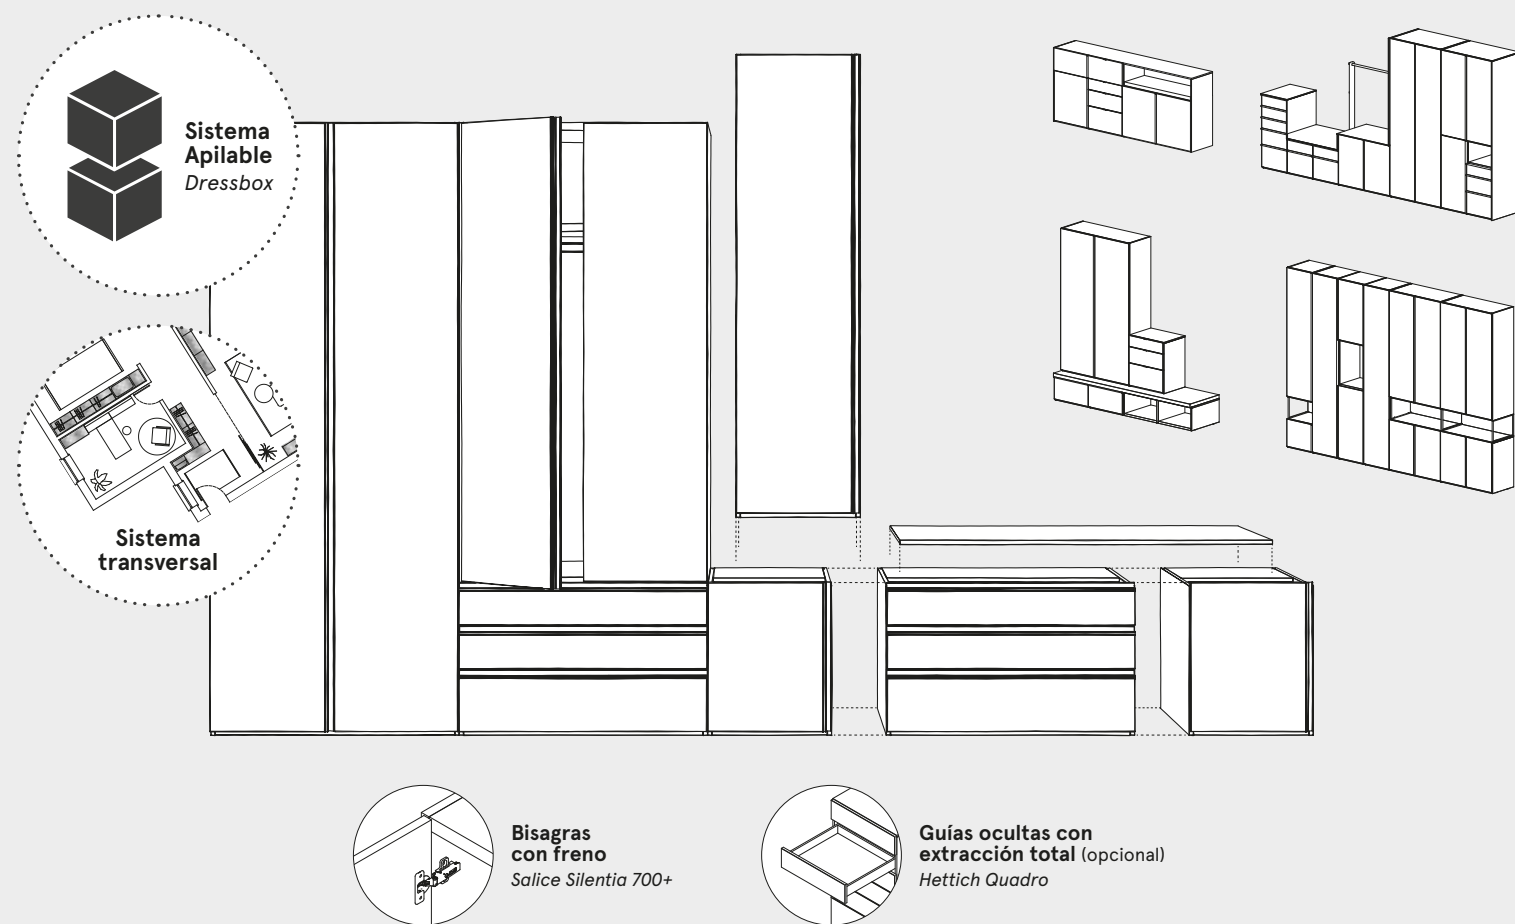 Sistema
Apilable
Dressbox
Sistema
transversal
Bisagras
con freno
Salice Silentia 700+
Guías ocultas con
extracción total (opcional)
Hettich Quadro